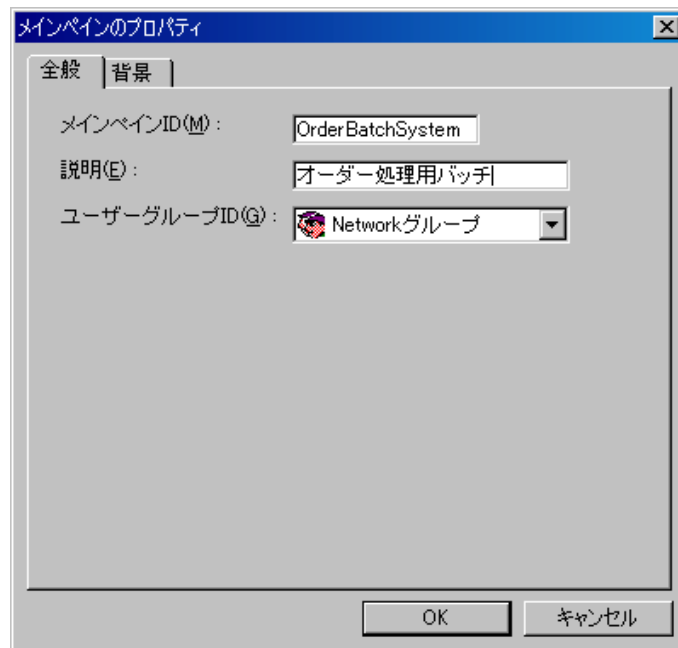 メインペインのプロパティ
全般 背景
メインペインID(M):
OrderBatchSystem
説明(E):
オーダー処理用バッチ
ユーザーグループID(G):
Networkグループ
OK キャンセル